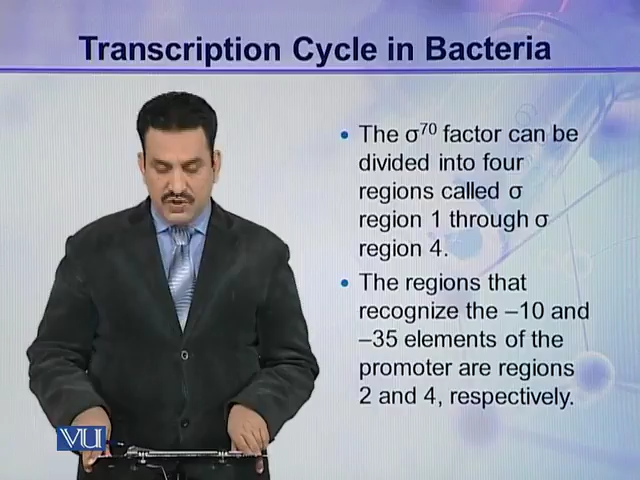 Transcription Cycle in Bacteria
• The σ⁷⁰ factor can be
divided into four
regions called σ
region 1 through σ
region 4.
• The regions that
recognize the –10 and
–35 elements of the
promoter are regions
2 and 4, respectively.
VU